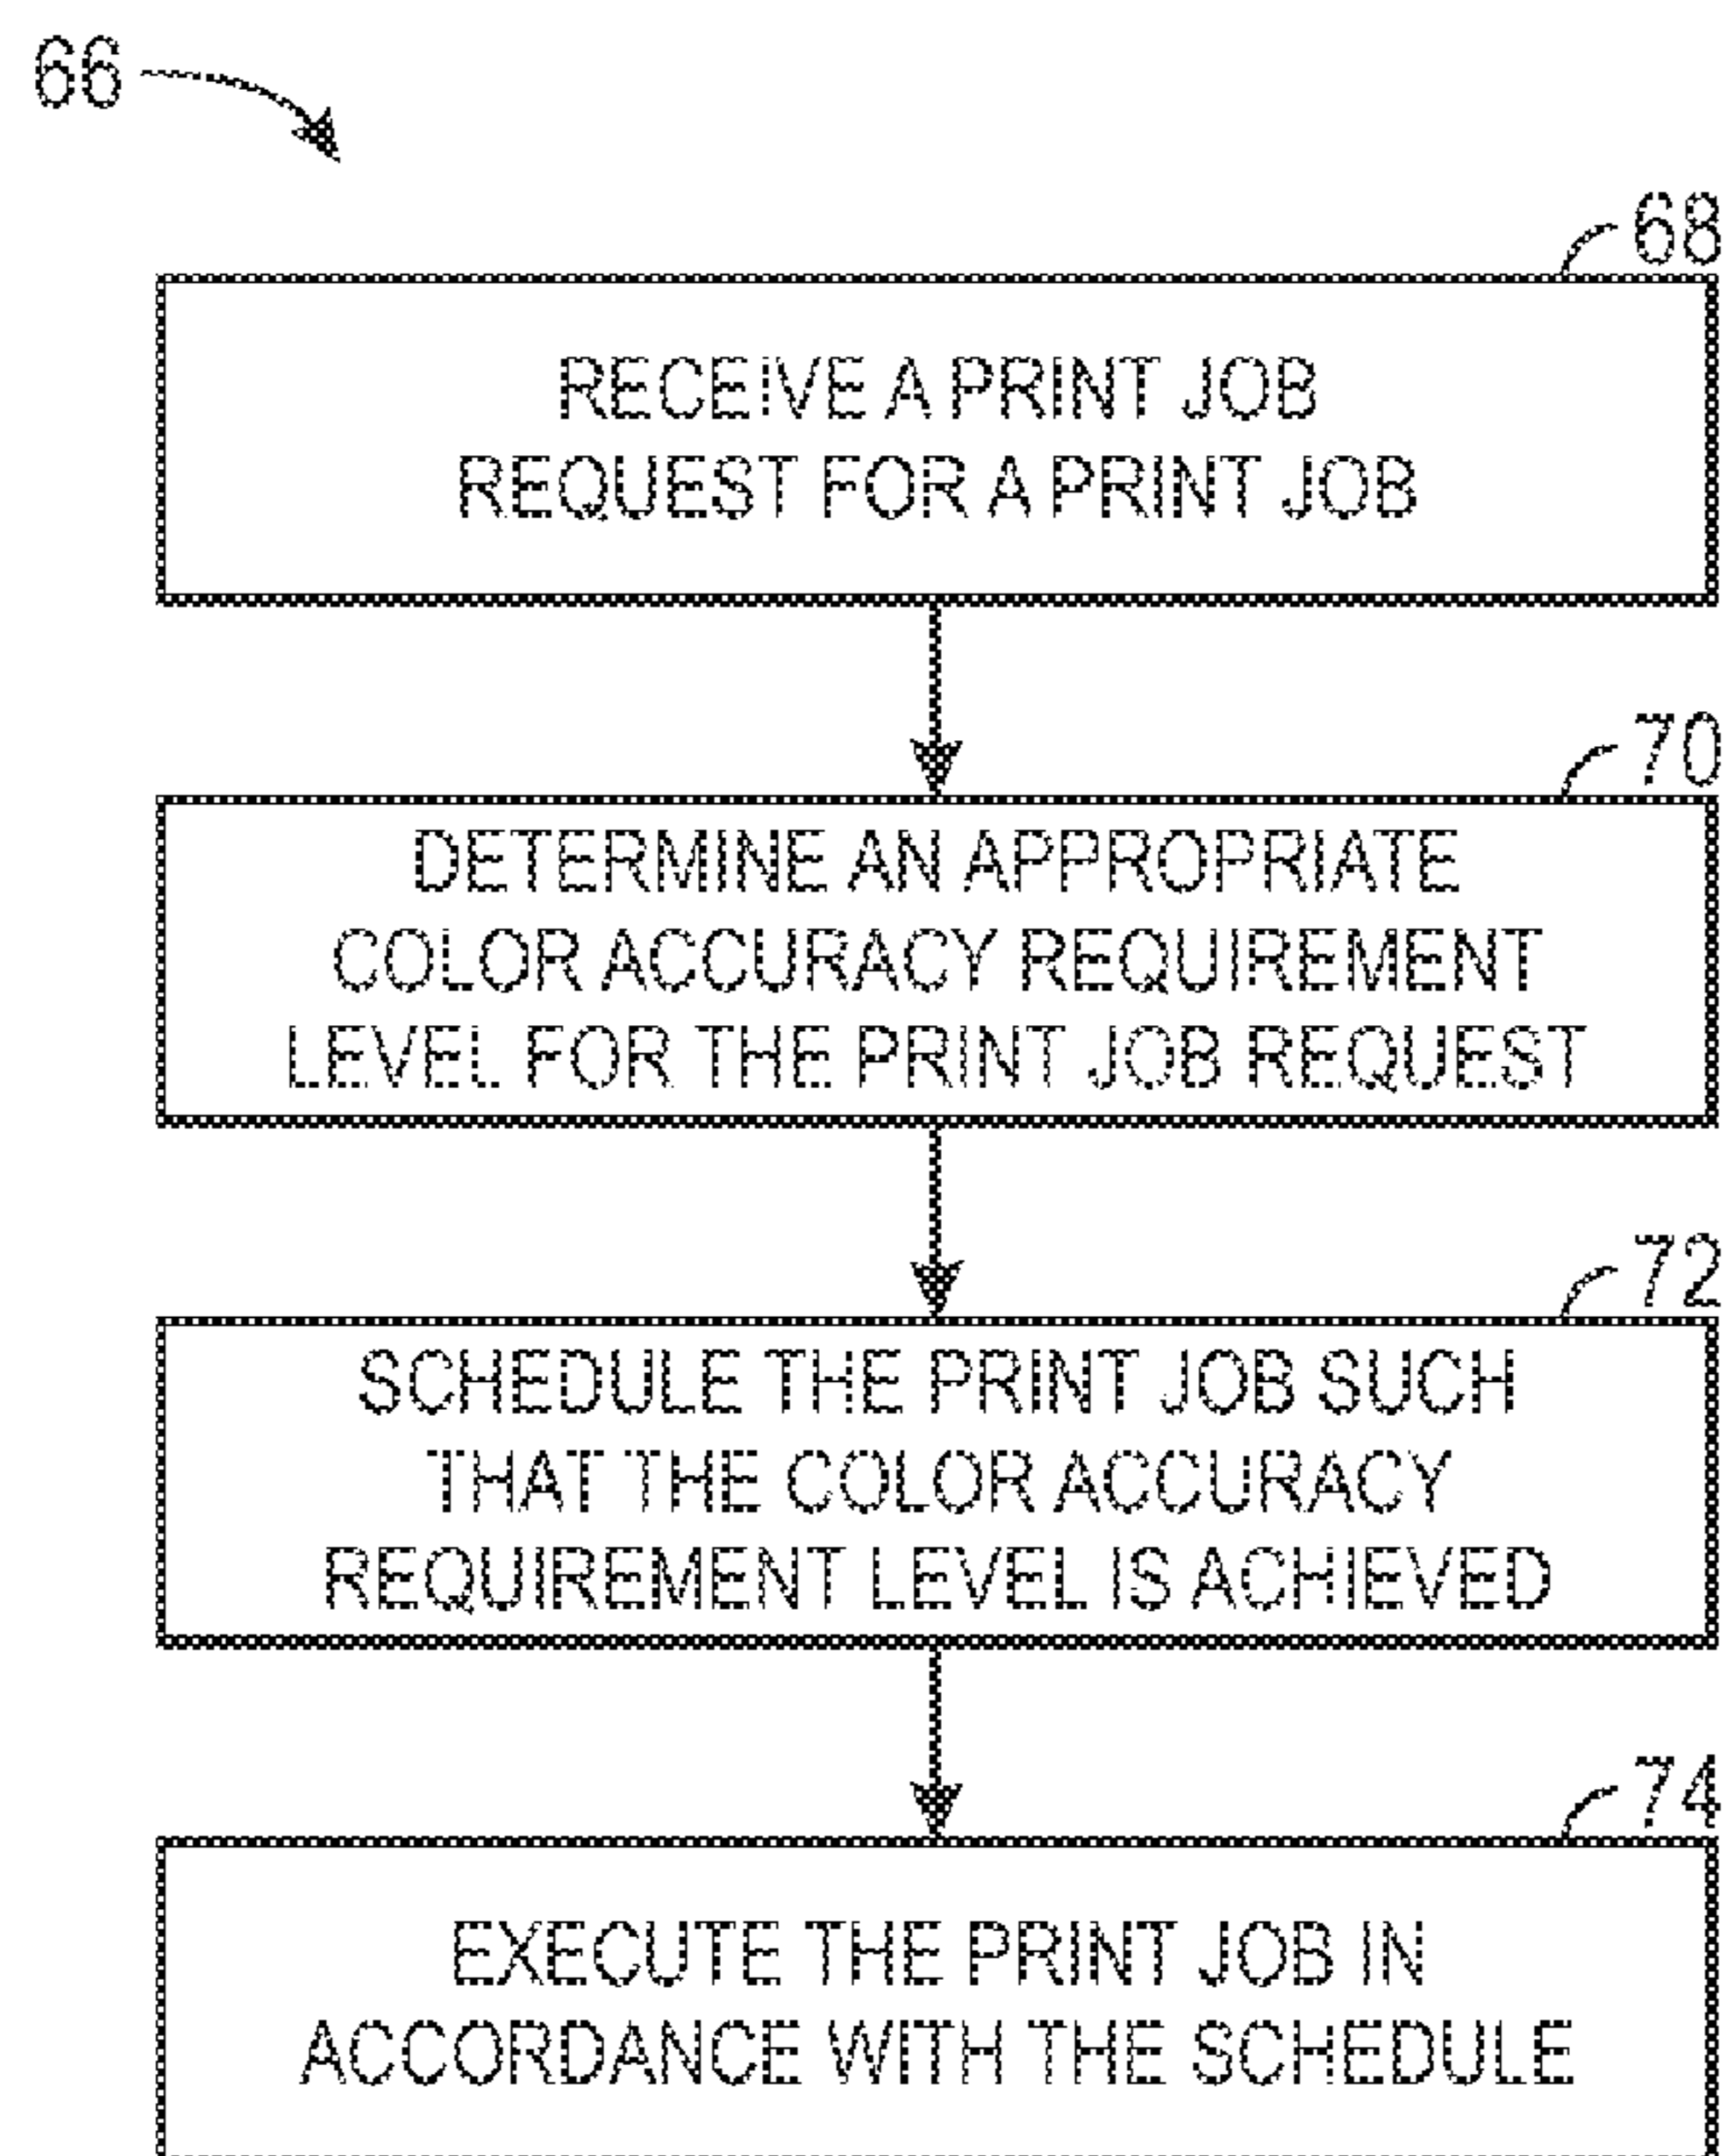 66
68
RECEIVE A PRINT JOB
REQUEST FOR A PRINT JOB
70
DETERMINE AN APPROPRIATE
COLOR ACCURACY REQUIREMENT
LEVEL FOR THE PRINT JOB REQUEST
72
SCHEDULE THE PRINT JOB SUCH
THAT THE COLOR ACCURACY
REQUIREMENT LEVEL IS ACHIEVED
74
EXECUTE THE PRINT JOB IN
ACCORDANCE WITH THE SCHEDULE